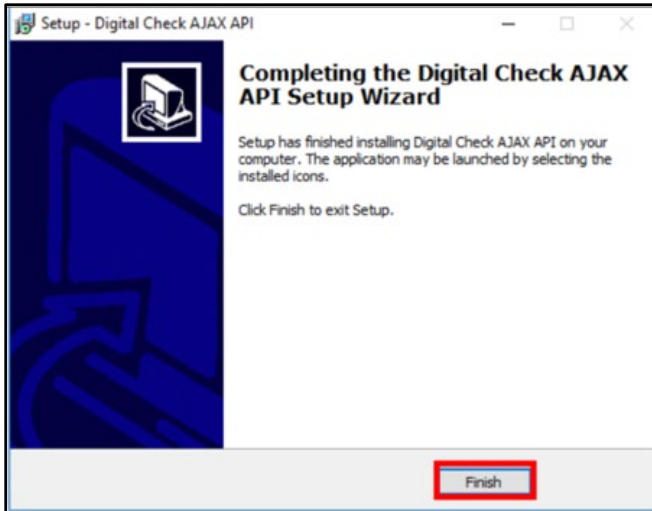 Setup - Digital Check AJAX API
Completing the Digital Check AJAX
API Setup Wizard
Setup has finished installing Digital Check AJAX API on your
computer. The application may be launched by selecting the
installed icons.
Click Finish to exit Setup.
Finish